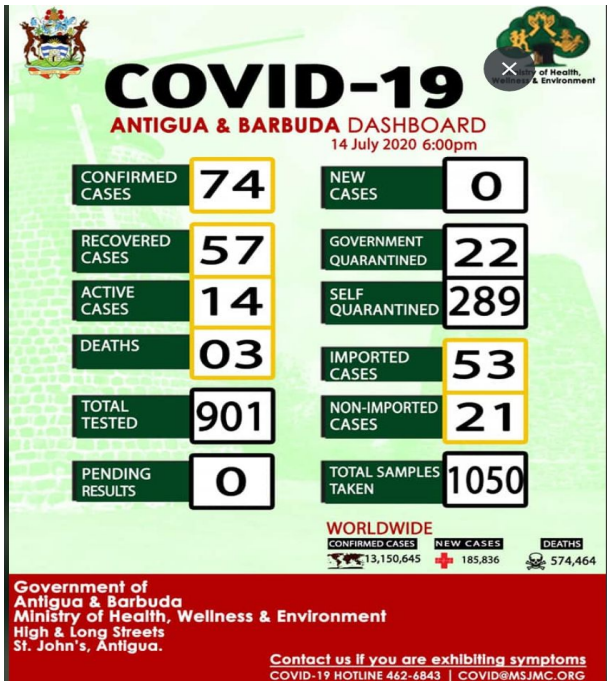 Ministry of Health,
Wellness & Environment
COVID-19
ANTIGUA & BARBUDA DASHBOARD
14 July 2020 6:00pm
CONFIRMED
CASES
74
NEW
CASES
0
RECOVERED
CASES
57
GOVERNMENT
QUARANTINED
22
ACTIVE
CASES
14
SELF
QUARANTINED
289
DEATHS
03
IMPORTED
CASES
53
TOTAL
TESTED
901
NON-IMPORTED
CASES
21
PENDING
RESULTS
0
TOTAL SAMPLES
TAKEN
1050
WORLDWIDE
CONFIRMED CASES
13,150,645
NEW CASES
185,836
DEATHS
574,464
Government of
Antigua & Barbuda
Ministry of Health, Wellness & Environment
High & Long Streets
St. John's, Antigua.
Contact us if you are exhibiting symptoms
COVID-19 HOTLINE 462-6843 | COVID@MSJMC.ORG